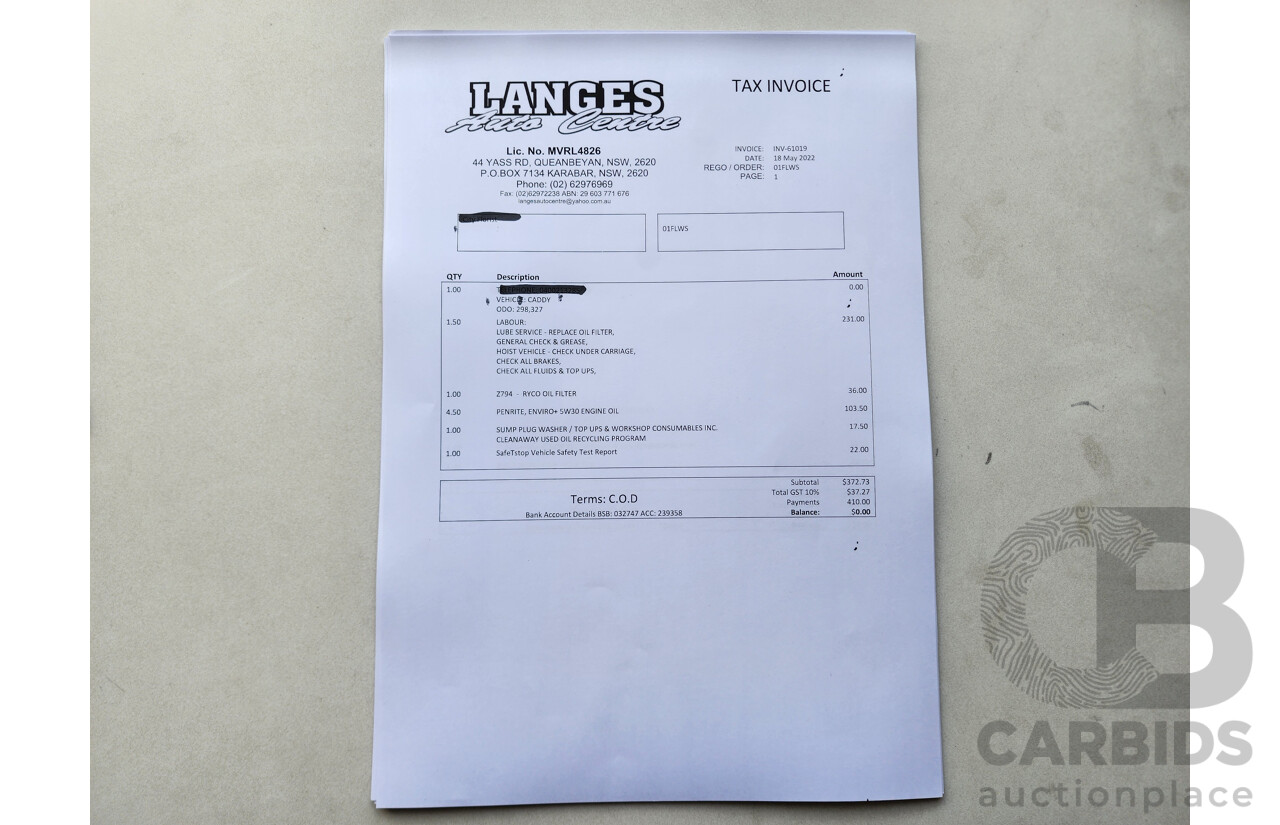 LANGES
Auto Centre
TAX INVOICE
Lic. No. MVRL4826
44 YASS RD, QUEANBEYAN, NSW, 2620
P.O.BOX 7134 KARABAR, NSW, 2620
Phone: (02) 62976969
Fax: (02)62972238 ABN: 29 603 771 676
langesautocentre@yahoo.com.au
INVOICE: INV-61019
DATE: 18 May 2022
REGO / ORDER: 01FLWS
PAGE: 1
01FLWS
QTY Description Amount
1.00 0.00
VEHICLE: CADDY
ODO: 298,327
1.50 LABOUR: 231.00
LUBE SERVICE - REPLACE OIL FILTER,
GENERAL CHECK & GREASE,
HOIST VEHICLE - CHECK UNDER CARRIAGE,
CHECK ALL BRAKES,
CHECK ALL FLUIDS & TOP UPS,
1.00 Z794 - RYCO OIL FILTER 36.00
4.50 PENRITE, ENVIRO+ 5W30 ENGINE OIL 103.50
1.00 SUMP PLUG WASHER / TOP UPS & WORKSHOP CONSUMABLES INC. 17.50
CLEANAWAY USED OIL RECYCLING PROGRAM
1.00 SafeTstop Vehicle Safety Test Report 22.00
Subtotal $372.73
Total GST 10% $37.27
Terms: C.O.D
Payments 410.00
Bank Account Details BSB: 032747 ACC: 239358
Balance: $0.00
CB
CARBIDS
auctionplace